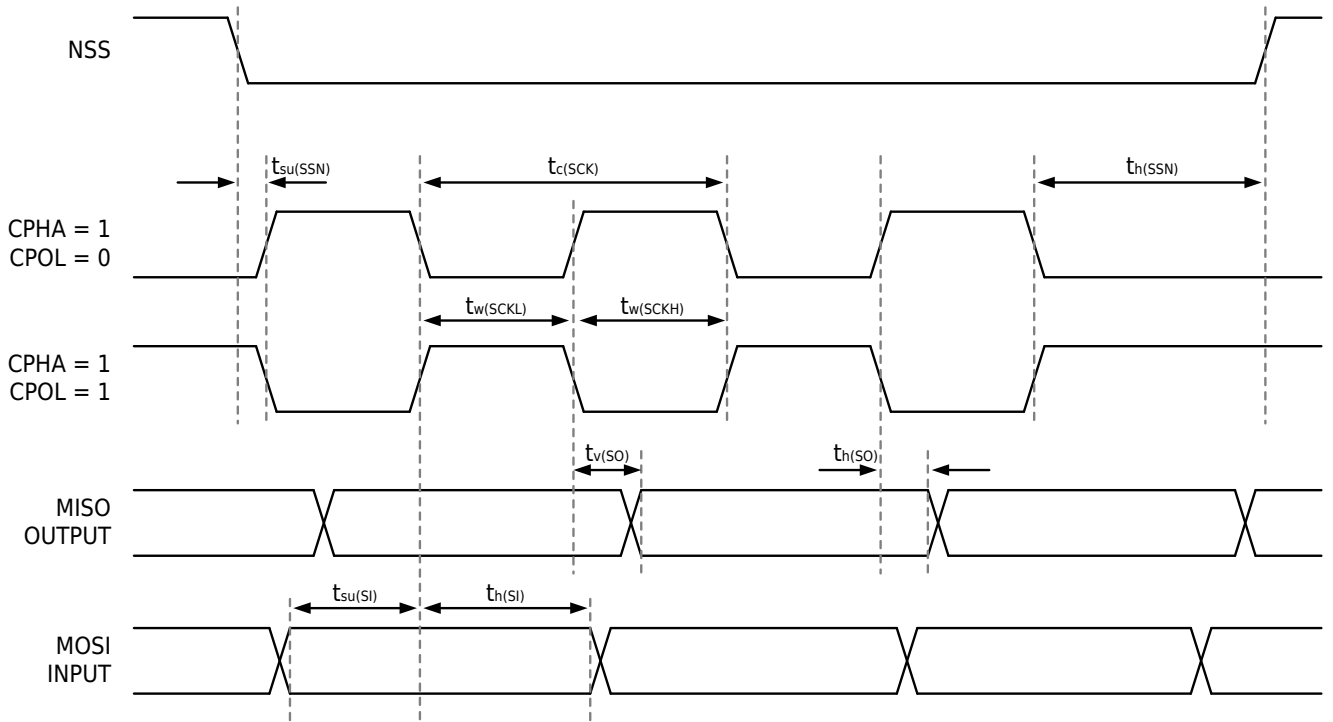 NSS
tsu(SSN)
tc(SCK)
th(SSN)
CPHA = 1
CPOL = 0
tw(SCKL)
tw(SCKH)
CPHA = 1
CPOL = 1
tv(SO)
th(SO)
MISO
OUTPUT
tsu(SI)
th(SI)
MOSI
INPUT